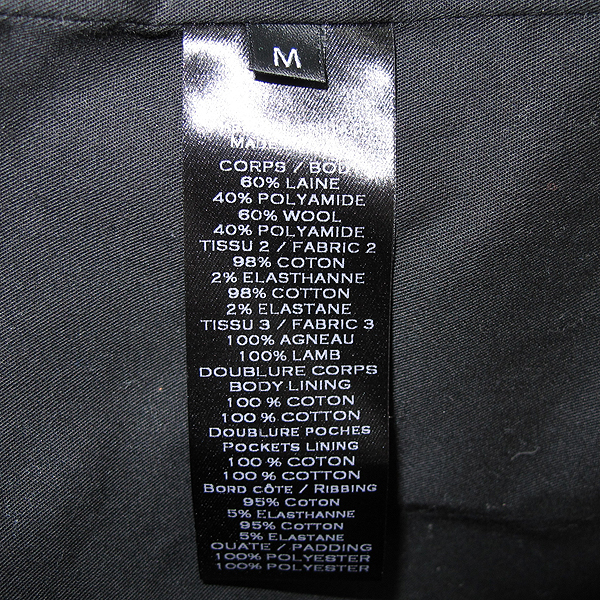 M
MADE
CORPS / BODY
60% LAINE
40% POLYAMIDE
60% WOOL
40% POLYAMIDE
TISSU 2 / FABRIC 2
98% COTON
2% ELASTHANNE
98% COTTON
2% ELASTANE
TISSU 3 / FABRIC 3
100% AGNEAU
100% LAMB
DOUBLURE CORPS
BODY LINING
100 % COTON
100 % COTTON
DOUBLURE POCHES
POCKETS LINING
100 % COTON
100 % COTTON
BORD CÔTE / RIBBING
95% COTON
5% ELASTHANNE
95% COTTON
5% ELASTANE
OUATE / PADDING
100% POLYESTER
100% POLYESTER